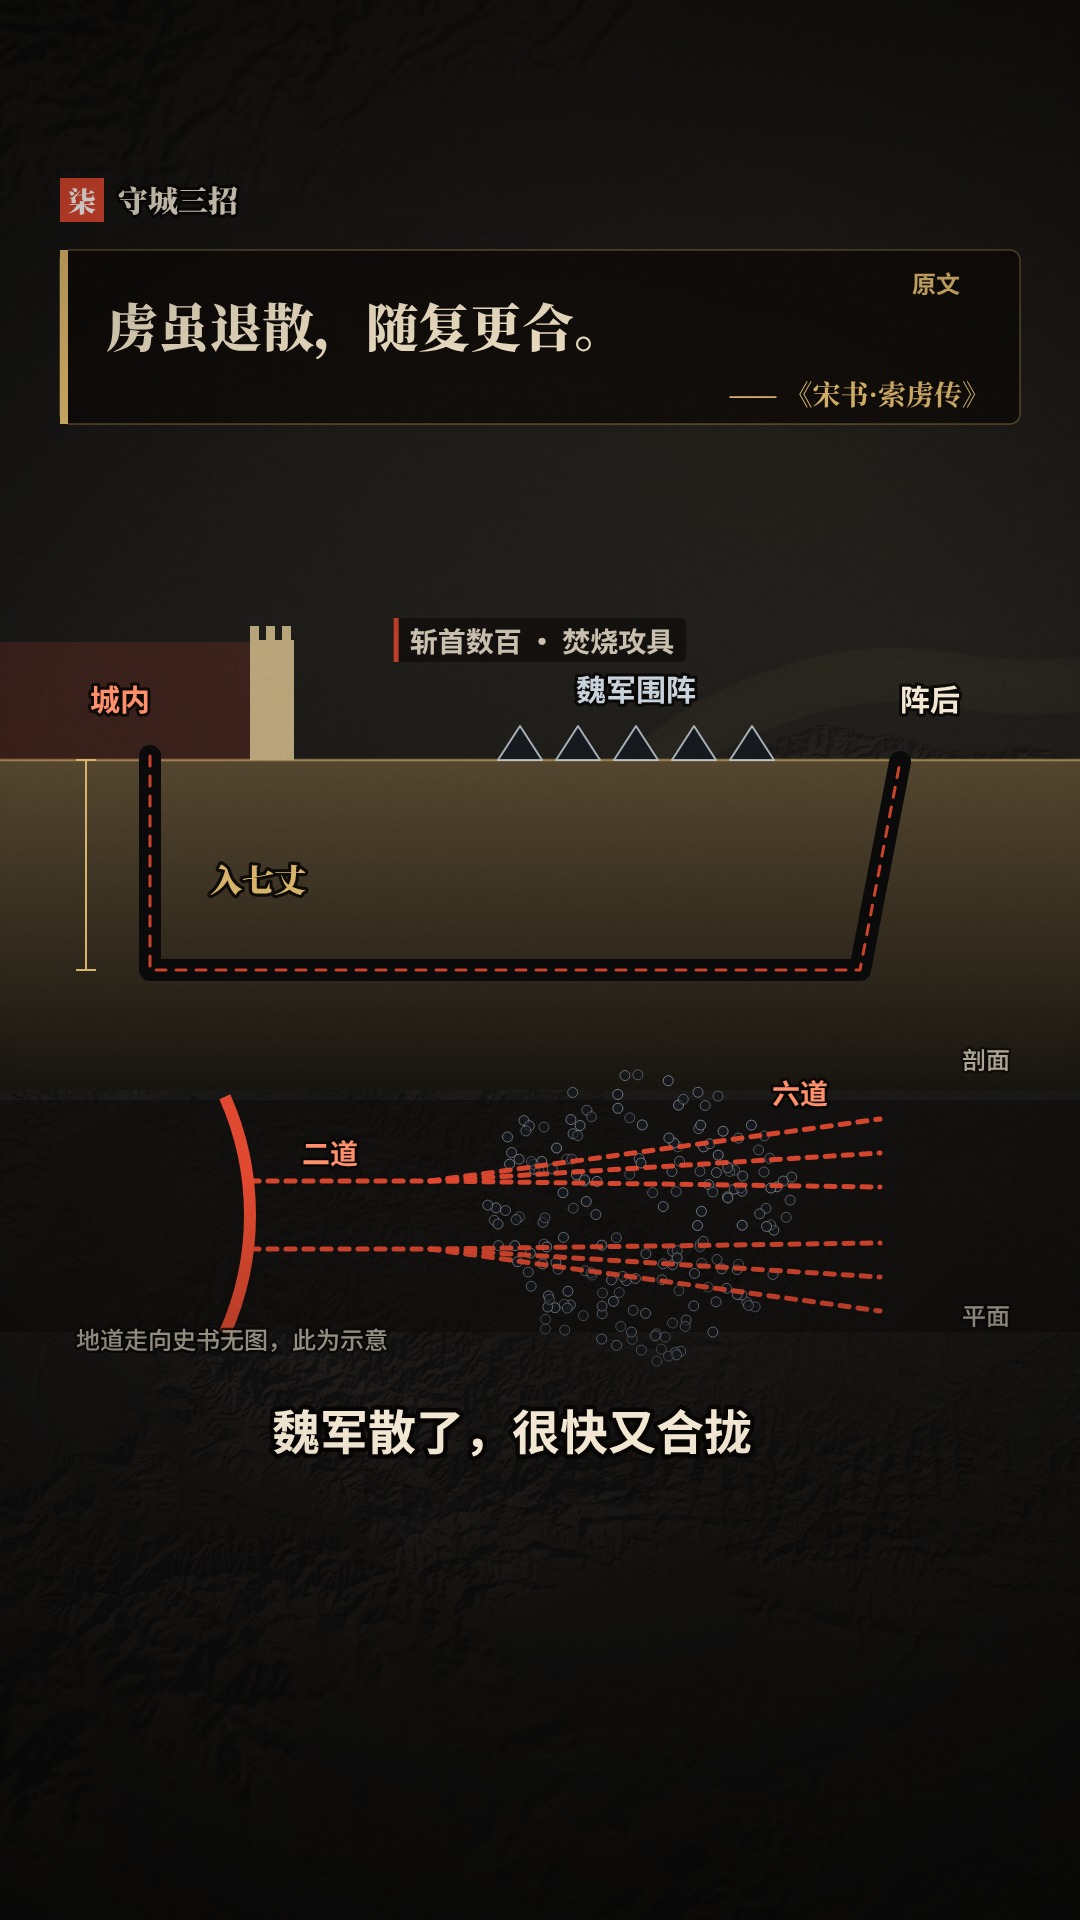 柒 守城三招
原文
虏虽退散，随复更合。
—— 《宋书·索虏传》
斩首数百 · 焚烧攻具
魏军围阵
城内
阵后
入七丈
剖面
六道
二道
平面
地道走向史书无图，此为示意
魏军散了，很快又合拢